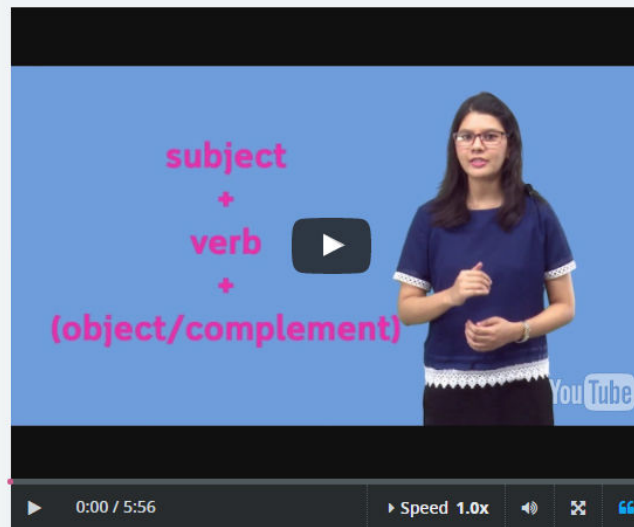 subject
+
verb
+
(object/complement)
YouTube
0:00 / 5:56
Speed 1.0x